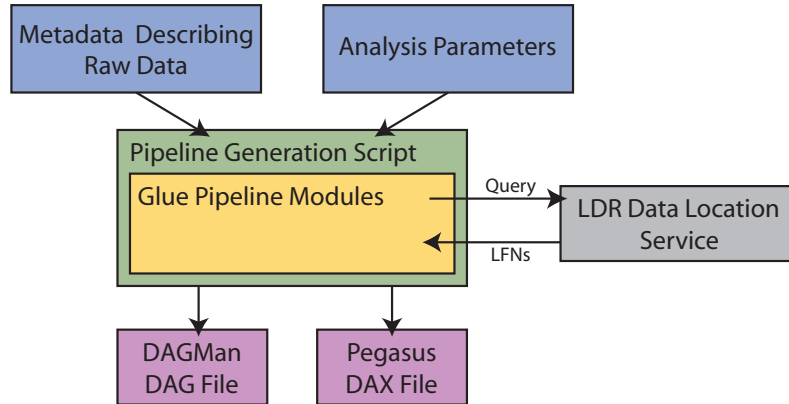 Metadata Describing
Raw Data
Analysis Parameters
Pipeline Generation Script
Glue Pipeline Modules
Query
LDR Data Location
Service
LFNs
DAGMan
DAG File
Pegasus
DAX File